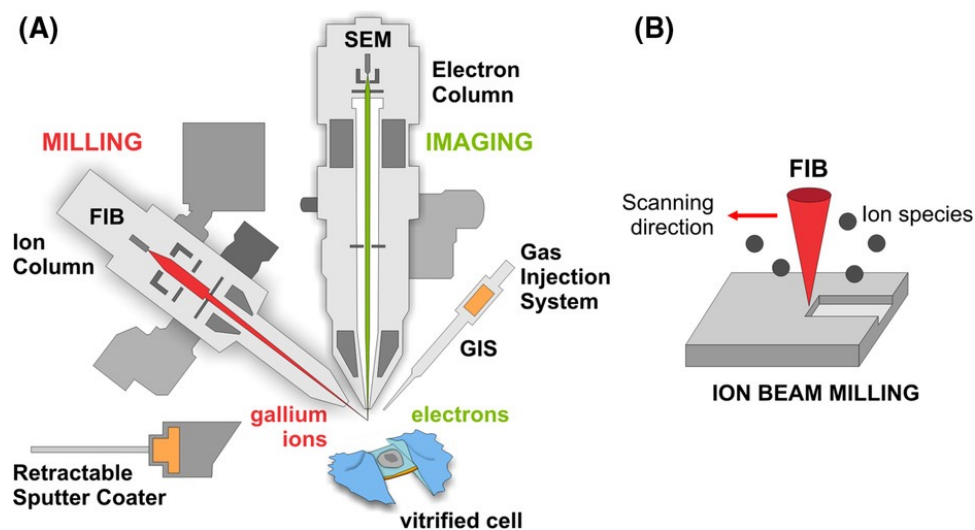 (A)
SEM
Electron
Column
MILLING
IMAGING
FIB
Ion
Column
Gas
Injection
System
GIS
gallium
ions
electrons
Retractable
Sputter Coater
vitrified cell
(B)
FIB
Scanning
direction
Ion species
ION BEAM MILLING